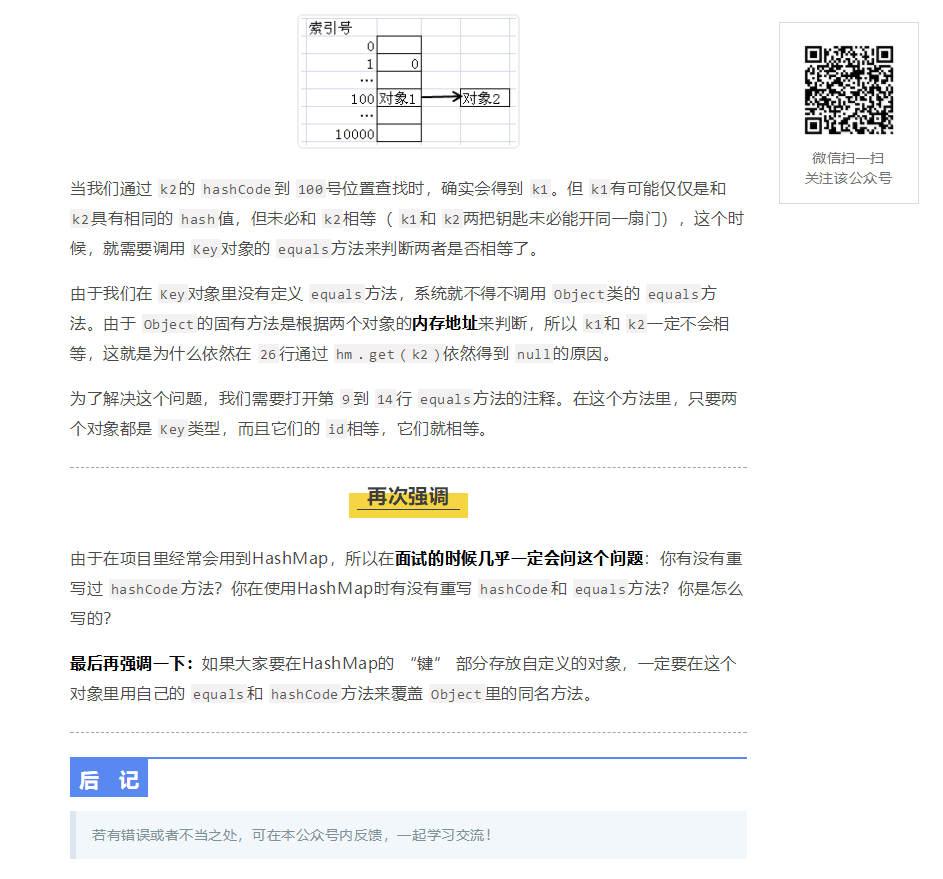 索引号
0
1 0
…
100 对象1 对象2
…
10000
微信扫一扫
关注该公众号
当我们通过 k2的 hashCode到 100号位置查找时，确实会得到 k1。但 k1有可能仅仅是和
k2具有相同的 hash值，但未必和 k2相等（ k1和 k2两把钥匙未必能开同一扇门），这个时
候，就需要调用 Key对象的 equals方法来判断两者是否相等了。
由于我们在 Key对象里没有定义 equals方法，系统就不得不调用 Object类的 equals方
法。由于 Object的固有方法是根据两个对象的内存地址来判断，所以 k1和 k2一定不会相
等，这就是为什么依然在 26行通过 hm.get(k2)依然得到 null的原因。
为了解决这个问题，我们需要打开第 9到 14行 equals方法的注释。在这个方法里，只要两
个对象都是 Key类型，而且它们的 id相等，它们就相等。
再次强调
由于在项目里经常会用到HashMap，所以在面试的时候几乎一定会问这个问题：你有没有重
写过 hashCode方法？你在使用HashMap时有没有重写 hashCode和 equals方法？你是怎么
写的？
最后再强调一下：如果大家要在HashMap的 “键” 部分存放自定义的对象，一定要在这个
对象里用自己的 equals和 hashCode方法来覆盖 Object里的同名方法。
后 记
若有错误或者不当之处，可在本公众号内反馈，一起学习交流！